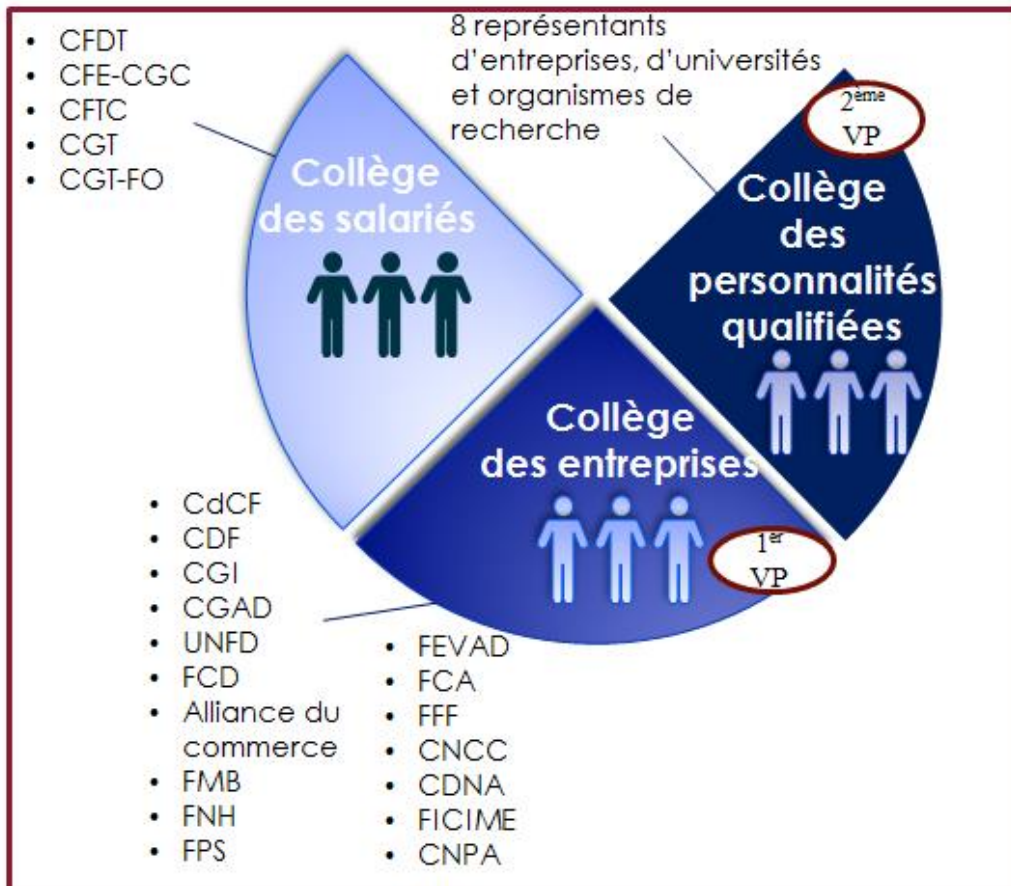 • CFDT
• CFE-CGC
• CFTC
• CGT
• CGT-FO
8 représentants
d'entreprises, d'universités
et organismes de
recherche
2ème
VP
Collège
des salariés
Collège
des
personnalités
qualifiées
Collège
des entreprises
1er
VP
• CdCF
• CDF
• CGI
• CGAD
• UNFD
• FCD
• Alliance du
commerce
• FMB
• FNH
• FPS
• FEVAD
• FCA
• FFF
• CNCC
• CDNA
• FICIME
• CNPA